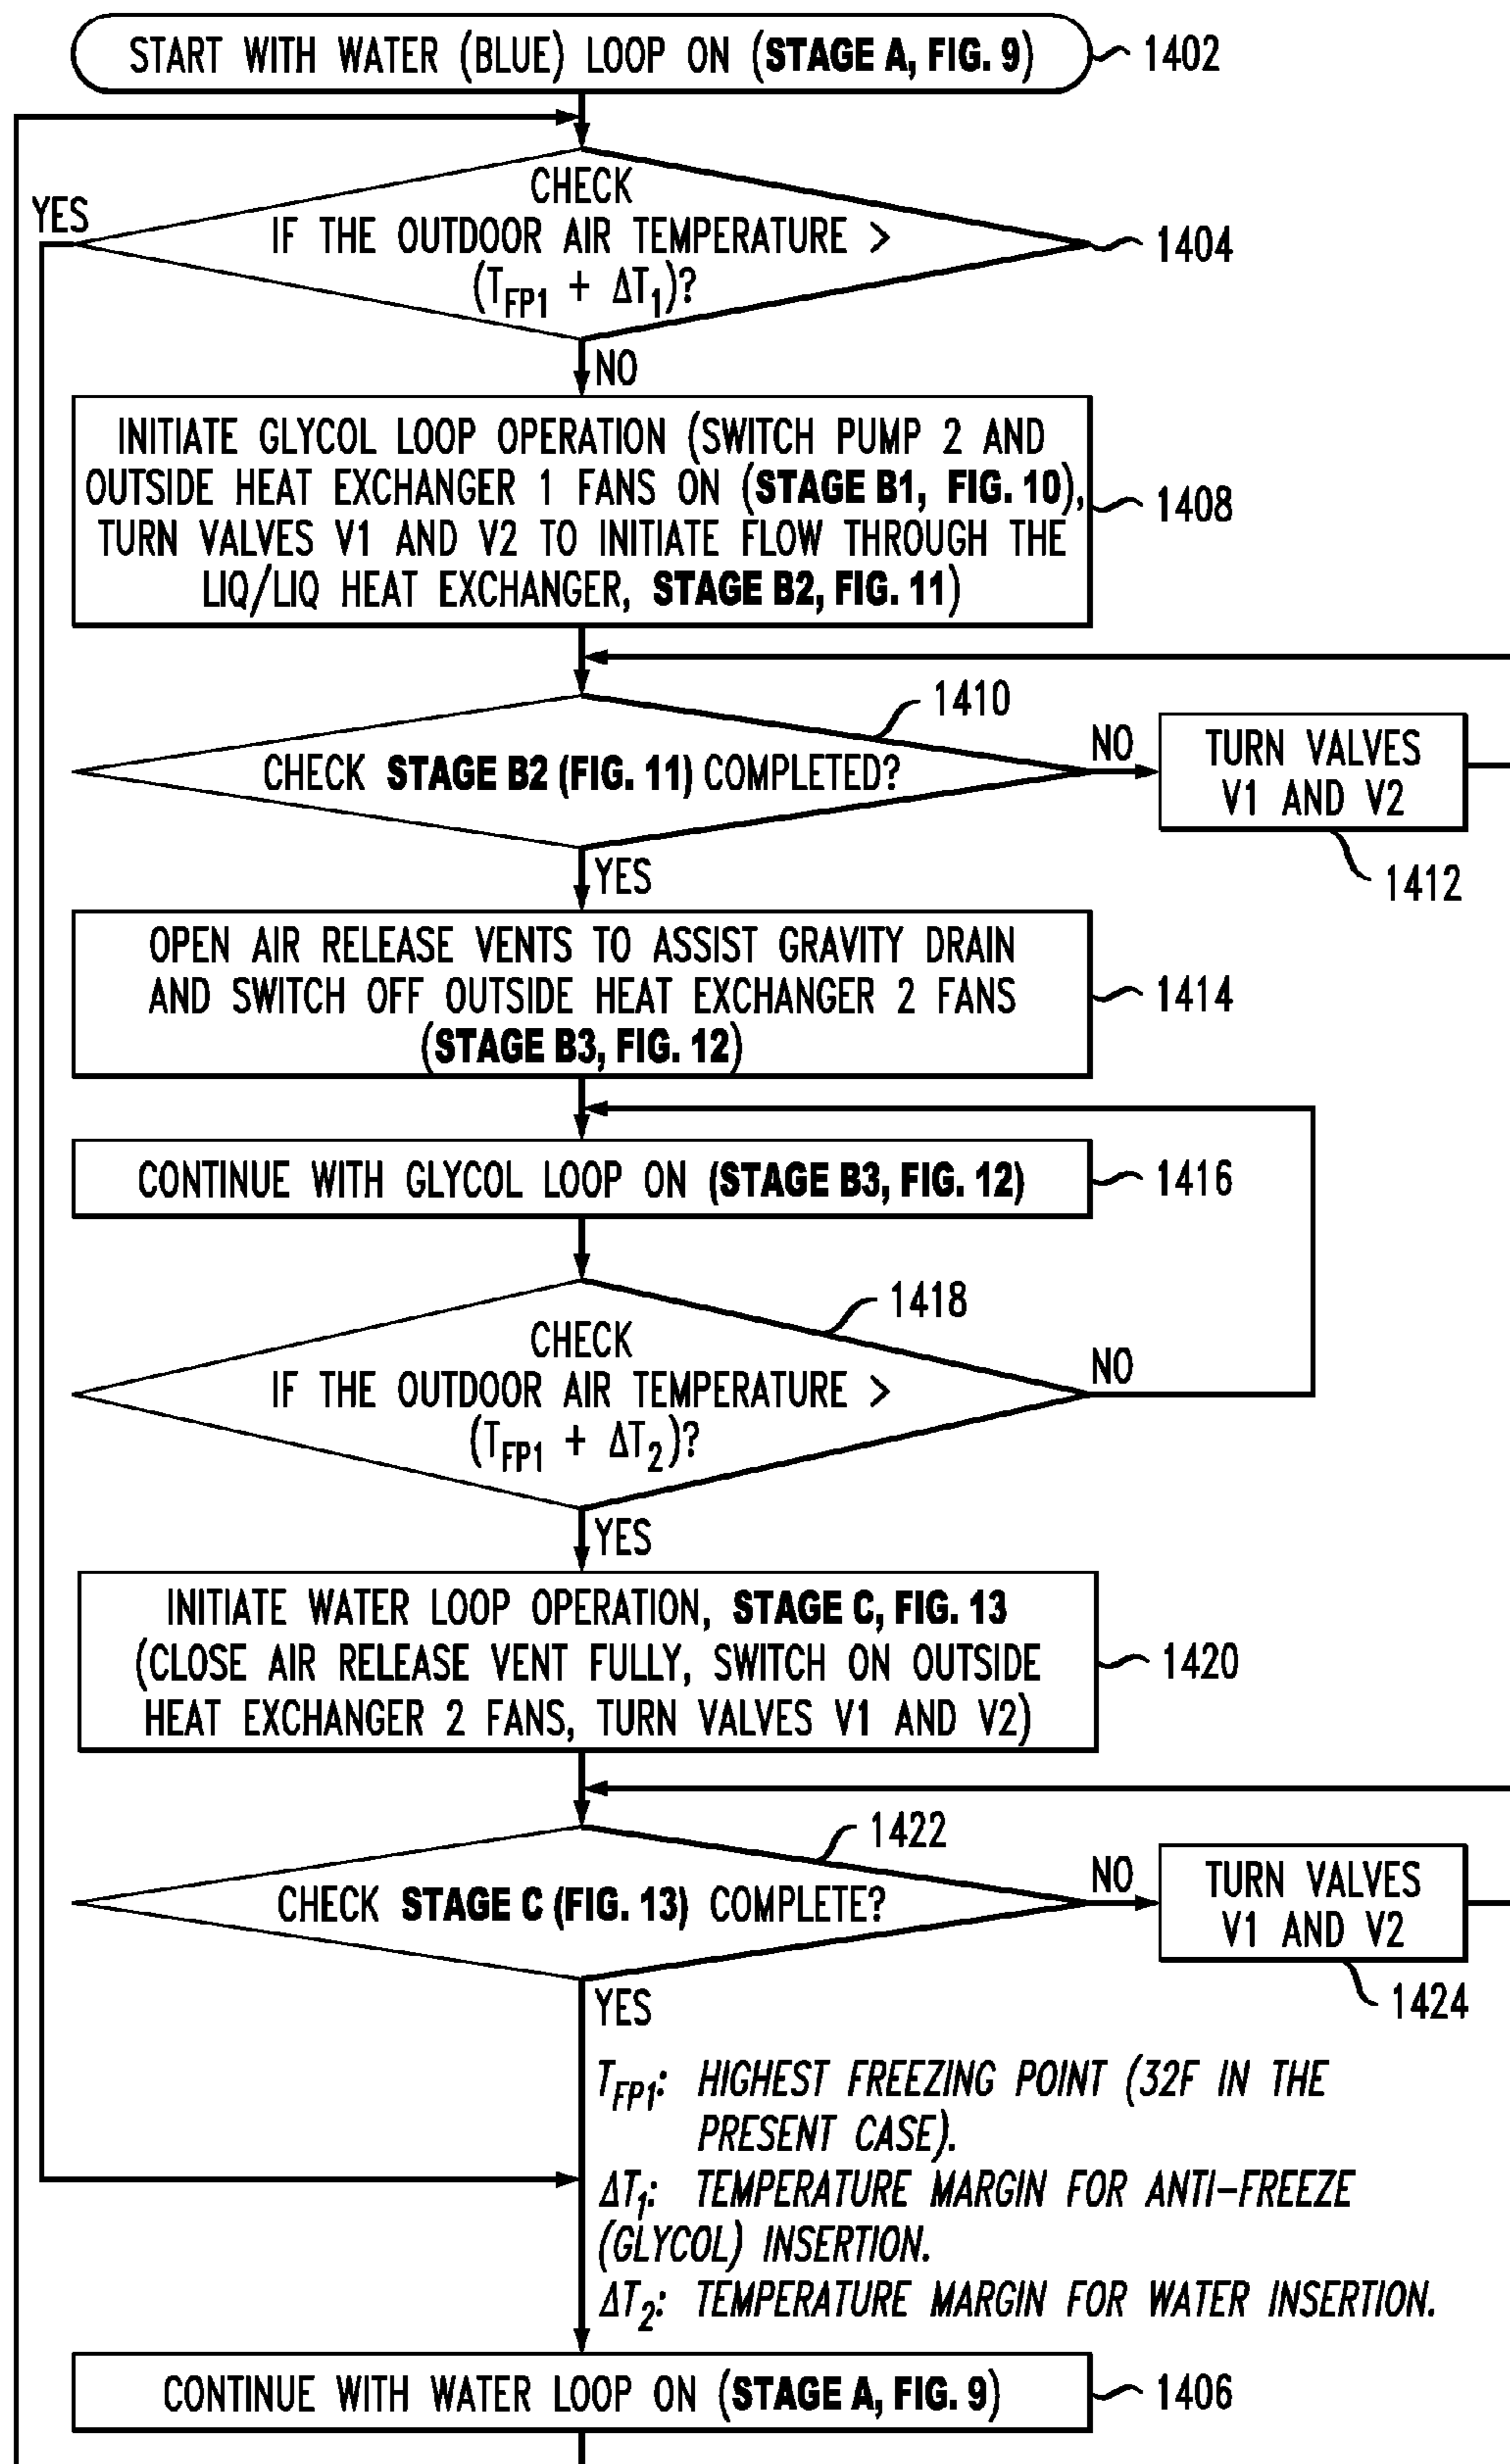 START WITH WATER (BLUE) LOOP ON (STAGE A, FIG. 9)
1402
YES
CHECK
IF THE OUTDOOR AIR TEMPERATURE >
(TFP1 + ΔT1)?
1404
NO
INITIATE GLYCOL LOOP OPERATION (SWITCH PUMP 2 AND
OUTSIDE HEAT EXCHANGER 1 FANS ON (STAGE B1, FIG. 10),
TURN VALVES V1 AND V2 TO INITIATE FLOW THROUGH THE
LIQ/LIQ HEAT EXCHANGER, STAGE B2, FIG. 11)
1408
1410
CHECK STAGE B2 (FIG. 11) COMPLETED?
NO
TURN VALVES
V1 AND V2
1412
YES
OPEN AIR RELEASE VENTS TO ASSIST GRAVITY DRAIN
AND SWITCH OFF OUTSIDE HEAT EXCHANGER 2 FANS
(STAGE B3, FIG. 12)
1414
CONTINUE WITH GLYCOL LOOP ON (STAGE B3, FIG. 12)
1416
1418
CHECK
IF THE OUTDOOR AIR TEMPERATURE >
(TFP1 + ΔT2)?
NO
YES
INITIATE WATER LOOP OPERATION, STAGE C, FIG. 13
(CLOSE AIR RELEASE VENT FULLY, SWITCH ON OUTSIDE
HEAT EXCHANGER 2 FANS, TURN VALVES V1 AND V2)
1420
1422
CHECK STAGE C (FIG. 13) COMPLETE?
NO
TURN VALVES
V1 AND V2
1424
YES
TFP1: HIGHEST FREEZING POINT (32F IN THE
PRESENT CASE).
ΔT1: TEMPERATURE MARGIN FOR ANTI-FREEZE
(GLYCOL) INSERTION.
ΔT2: TEMPERATURE MARGIN FOR WATER INSERTION.
CONTINUE WITH WATER LOOP ON (STAGE A, FIG. 9)
1406